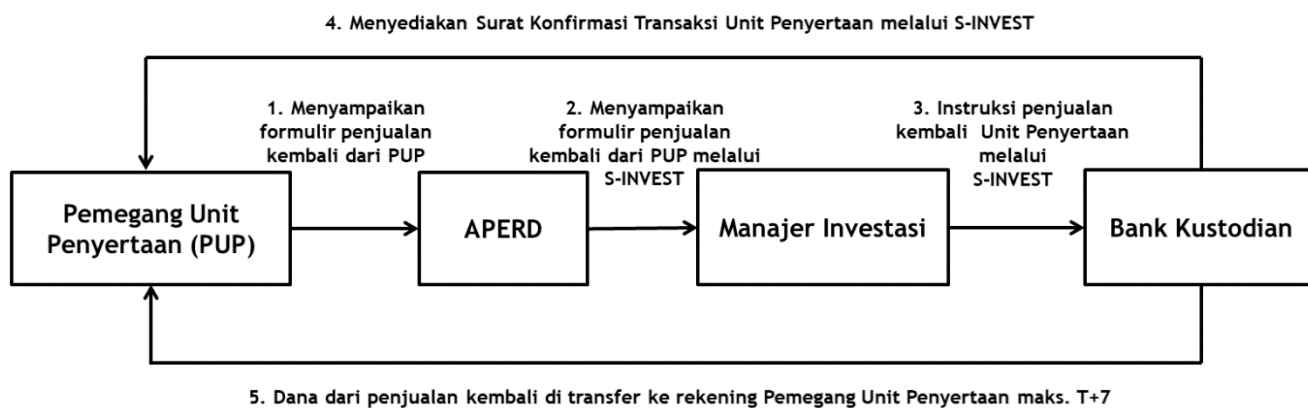 4. Menyediakan Surat Konfirmasi Transaksi Unit Penyertaan melalui S-INVEST
1. Menyampaikan
formulir penjualan
kembali dari PUP
2. Menyampaikan
formulir penjualan
kembali dari PUP melalui
S-INVEST
3. Instruksi penjualan
kembali Unit Penyertaan
melalui
S-INVEST
Pemegang Unit
Penyertaan (PUP)
APERD
Manajer Investasi
Bank Kustodian
5. Dana dari penjualan kembali di transfer ke rekening Pemegang Unit Penyertaan maks. T+7